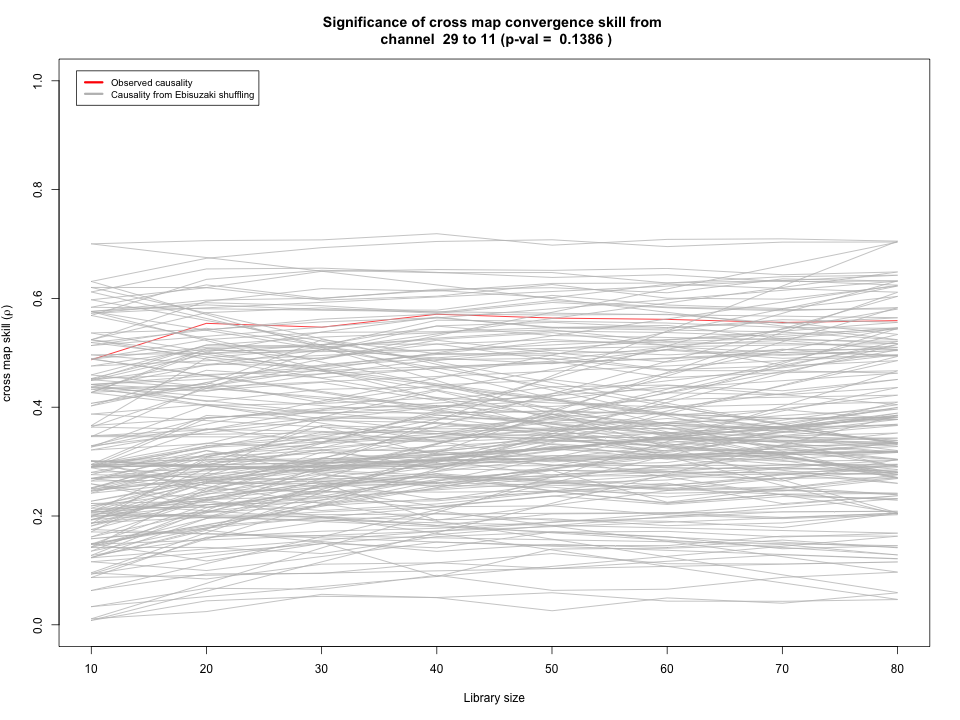 Significance of cross map convergence skill from
channel  29 to 11 (p-val =  0.1386 )
Observed causality
Causality from Ebisuzaki shuffling
cross map skill (ρ)
1.0
0.8
0.6
0.4
0.2
0.0
10 20 30 40 50 60 70 80
Library size